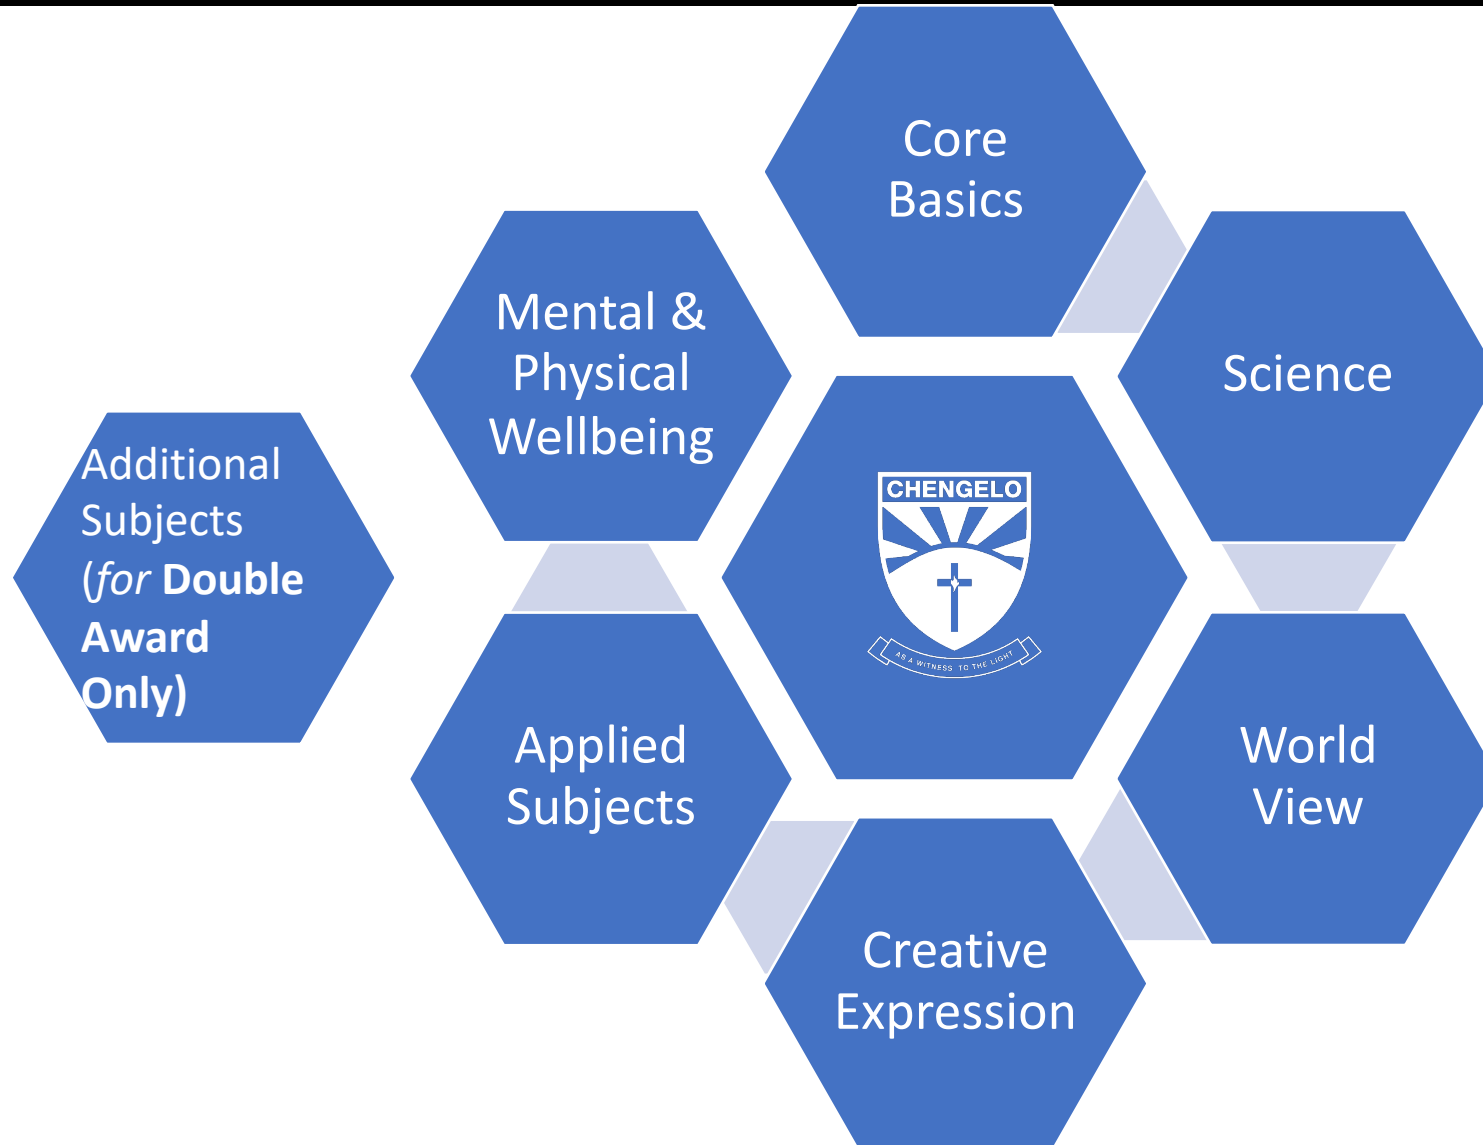 Core
Basics
Science
World
View
Creative
Expression
Applied
Subjects
Mental &
Physical
Wellbeing
Additional
Subjects
(for Double
Award
Only)
CHENGELO
AS A WITNESS TO THE LIGHT